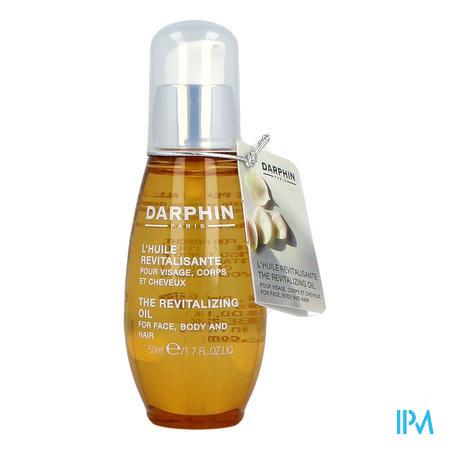 DARPHIN
PARIS
L'HUILE
REVITALISANTE
POUR VISAGE, CORPS
ET CHEVEUX
THE REVITALIZING
OIL
FOR FACE, BODY AND
HAIR
50ml e/1.7 FL.OZ.LIQ.
DARPHIN
PARIS
L'HUILE REVITALISANTE
THE REVITALIZING OIL
POUR VISAGE, CORPS ET CHEVEUX
FOR FACE, BODY AND
HAIR
IPM